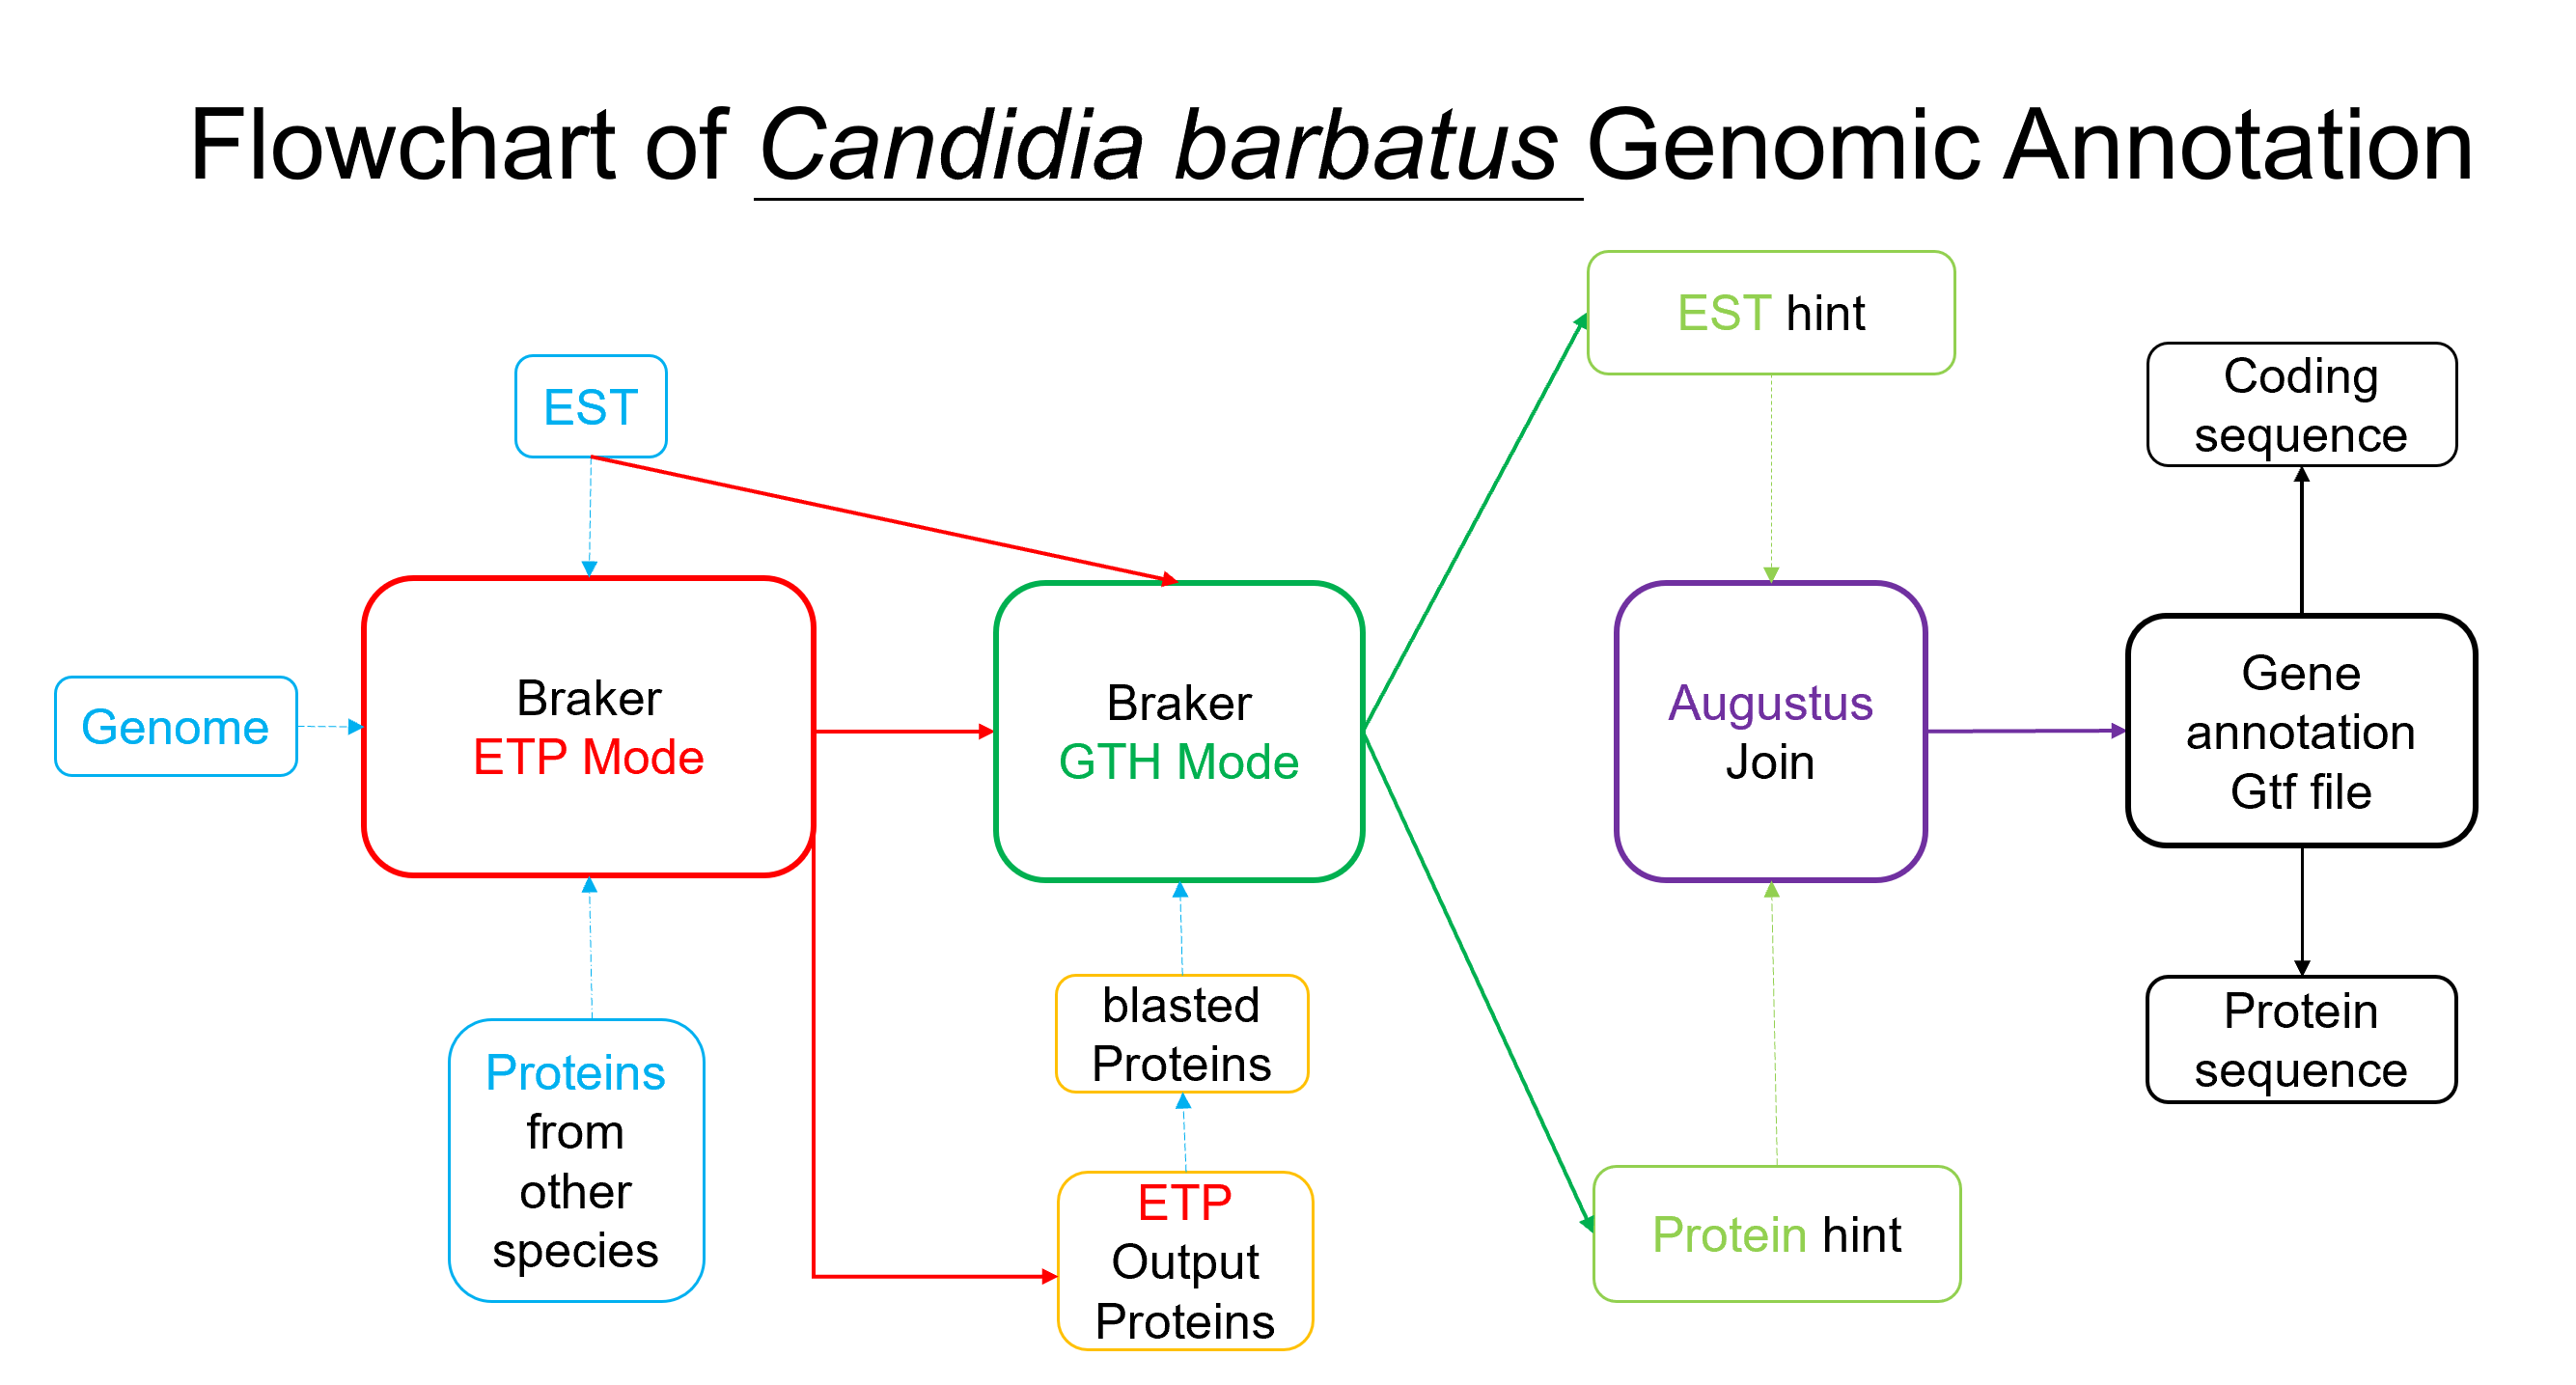 Flowchart of Candidia barbatus Genomic Annotation
EST
Genome
Braker
ETP Mode
Proteins
from
other
species
Braker
GTH Mode
blasted
Proteins
ETP
Output
Proteins
EST hint
Augustus
Join
Protein hint
Coding
sequence
Gene
annotation
Gtf file
Protein
sequence